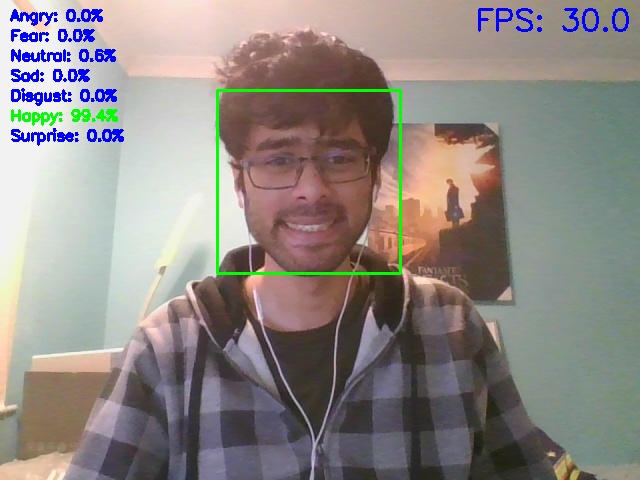 Angry: 0.0%
Fear: 0.0%
Neutral: 0.6%
Sad: 0.0%
Disgust: 0.0%
Happy: 99.4%
Surprise: 0.0%
FPS: 30.0
FANTASTIC